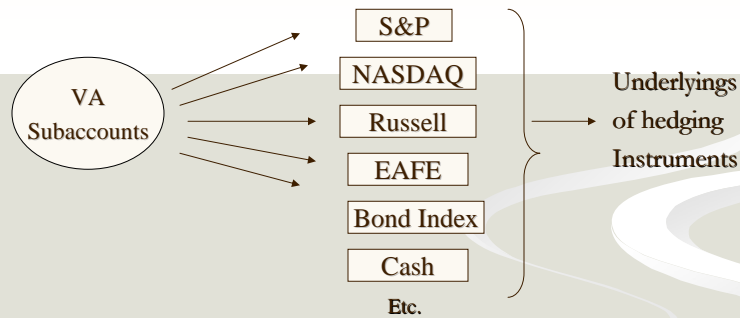 VA
Subaccounts
S&P
NASDAQ
Russell
EAFE
Bond Index
Cash
Etc.
Underlyings
of hedging
Instruments